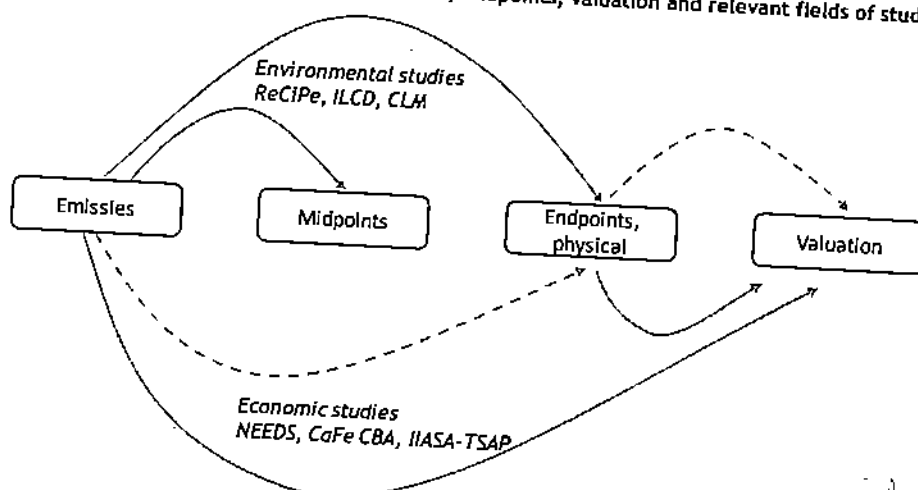 valuation and relevant fields of stud
Environmental studies
ReCiPe, ILCD, CLM
Emissies
Midpoints
Endpoints,
physical
Valuation
Economic studies
NEEDS, CaFe CBA, IIASA-TSAP